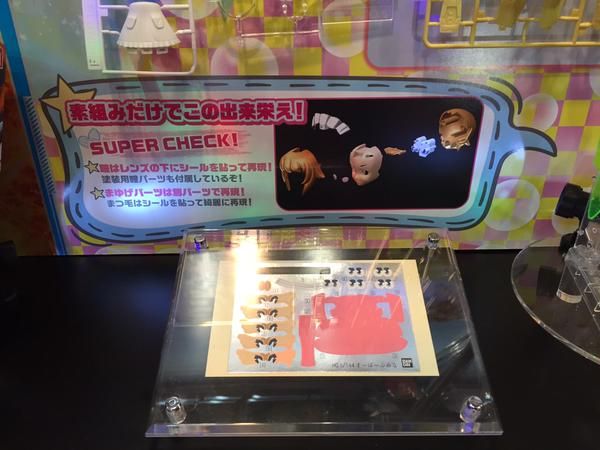 素組みだけでこの出来栄え!
SUPER CHECK!
瞳はレンズの下にシールを貼って再現!
塗装用瞳パーツも付属しているぞ!
まゆげパーツは別パーツで再現!
まつ毛はシールを貼って綺麗に再現!